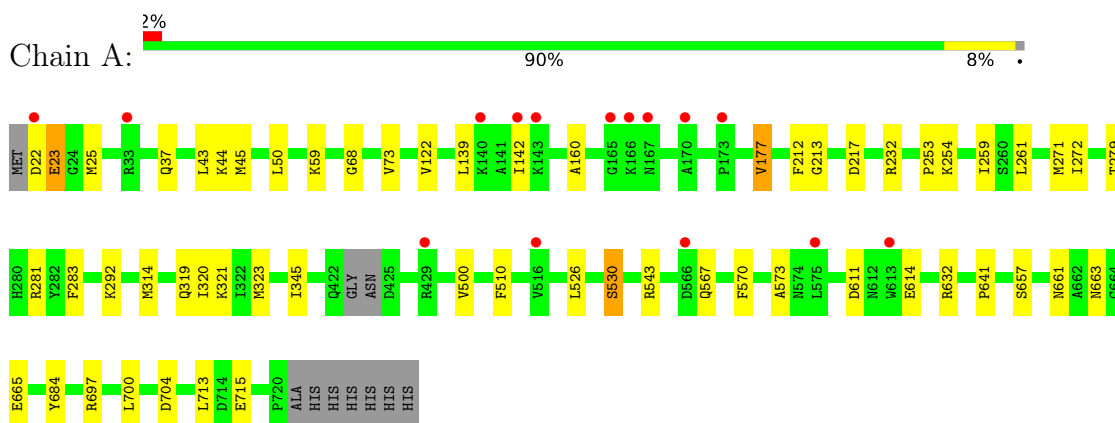 2%
Chain A:
90% 8%
MET D22 E23 G24 M25 R33 Q37 L43 K44 M45 L50 K59 G68 V73 V122 L139 K140 A141 I142 K143 A160 G165 K166 N167 A170 P173 V177 F212 G213 D217 R232 P253 K254 I259 S260 L261 M271 I272 T279
H280 R281 Y282 F283 K292 M314 Q319 I320 K321 I322 M323 I345 Q422 GLY ASN D425 R429 V500 F510 V516 L526 S530 R543 D566 Q567 F570 A573 N574 L575 D611 N612 W613 E614 R632 P641 S657 N661 A662 N663 G664
E665 Y684 R697 L700 D704 L713 D714 E715 P720 ALA HIS HIS HIS HIS HIS HIS